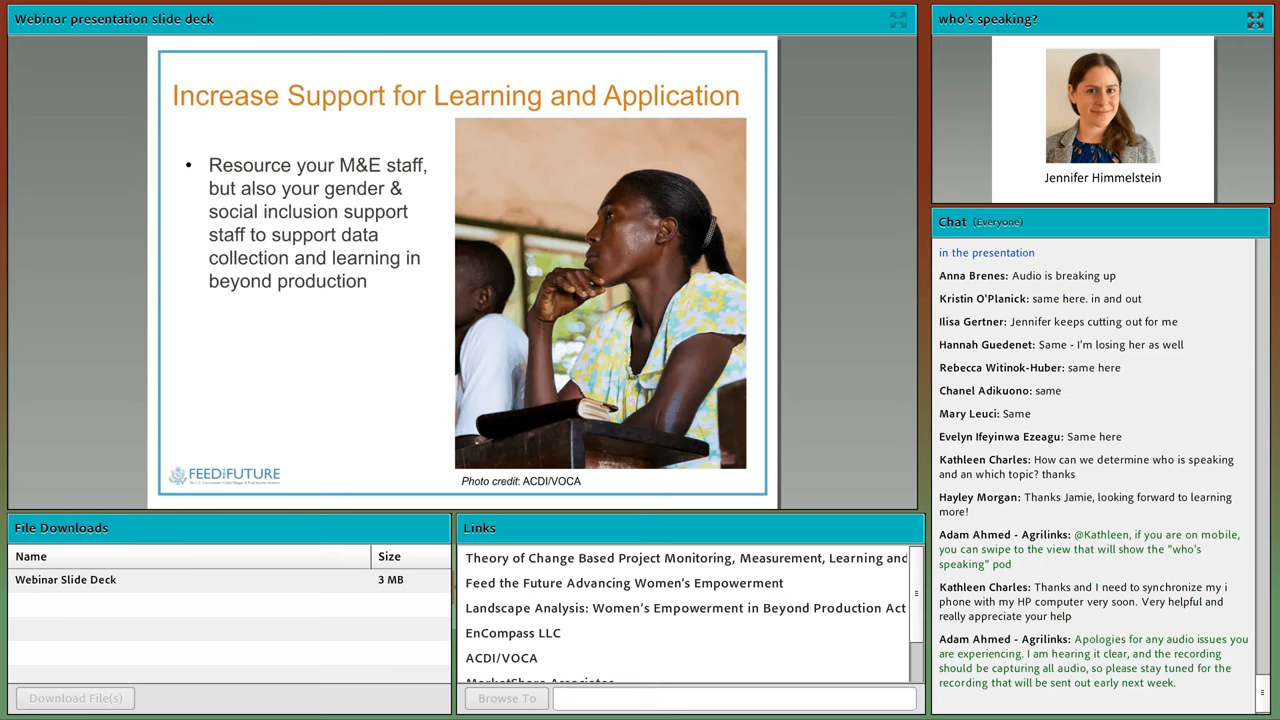 Webinar presentation slide deck
Increase Support for Learning and Application
• Resource your M&E staff,
but also your gender &
social inclusion support
staff to support data
collection and learning in
beyond production
FEED THE FUTURE
Photo credit: ACDI/VOCA
who's speaking?
Jennifer Himmelstein
Chat (Everyone)
in the presentation
Anna Brenes: Audio is breaking up
Kristin O'Planick: same here. in and out
Ilisa Gertner: Jennifer keeps cutting out for me
Hannah Guedenet: Same - I'm losing her as well
Rebecca Witinok-Huber: same here
Chanel Adikuono: same
Mary Leuci: Same
Evelyn Ifeyinwa Ezeagu: Same here
Kathleen Charles: How can we determine who is speaking
and an which topic? thanks
Hayley Morgan: Thanks Jamie, looking forward to learning
more!
Adam Ahmed - Agrilinks: @Kathleen, if you are on mobile,
you can swipe to the view that will show the "who's
speaking" pod
Kathleen Charles: Thanks and I need to synchronize my i
phone with my HP computer very soon. Very helpful and
really appreciate your help
Adam Ahmed - Agrilinks: Apologies for any audio issues you
are experiencing. I am hearing it clear, and the recording
should be capturing all audio, so please stay tuned for the
recording that will be sent out early next week.
File Downloads
Name Size
Webinar Slide Deck 3 MB
Download File(s)
Links
Theory of Change Based Project Monitoring, Measurement, Learning and
Feed the Future Advancing Women's Empowerment
Landscape Analysis: Women's Empowerment in Beyond Production Act
EnCompass LLC
ACDI/VOCA
MarketShare Associates
Browse To